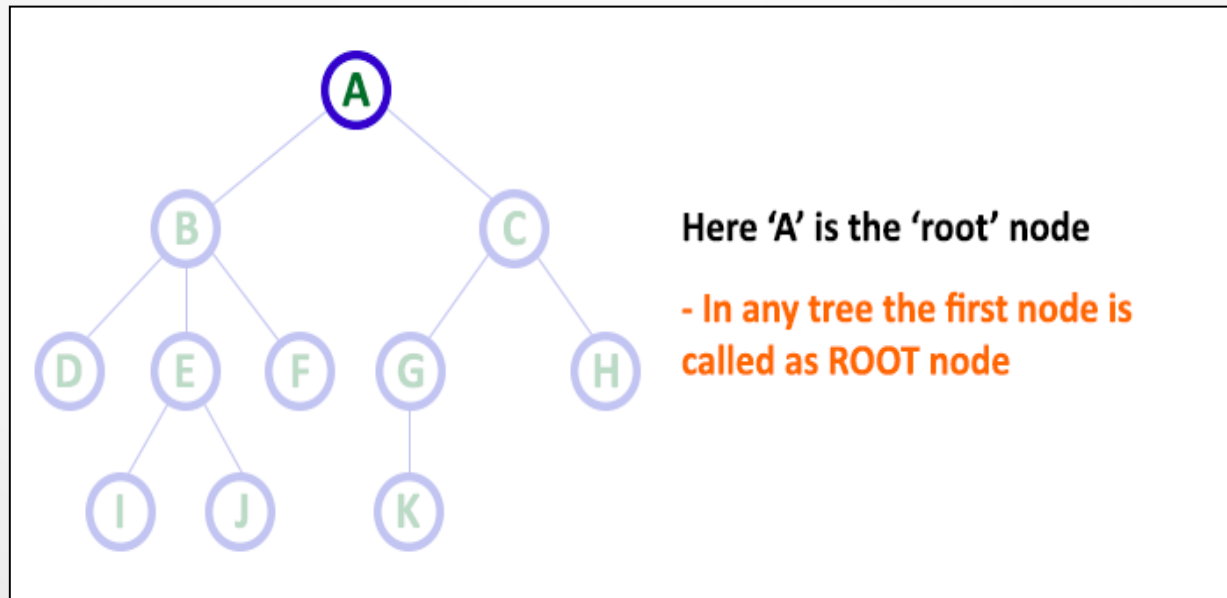 A
B
C
Here ‘A’ is the ‘root’ node
- In any tree the first node is
called as ROOT node
D
E
F
G
H
I
J
K